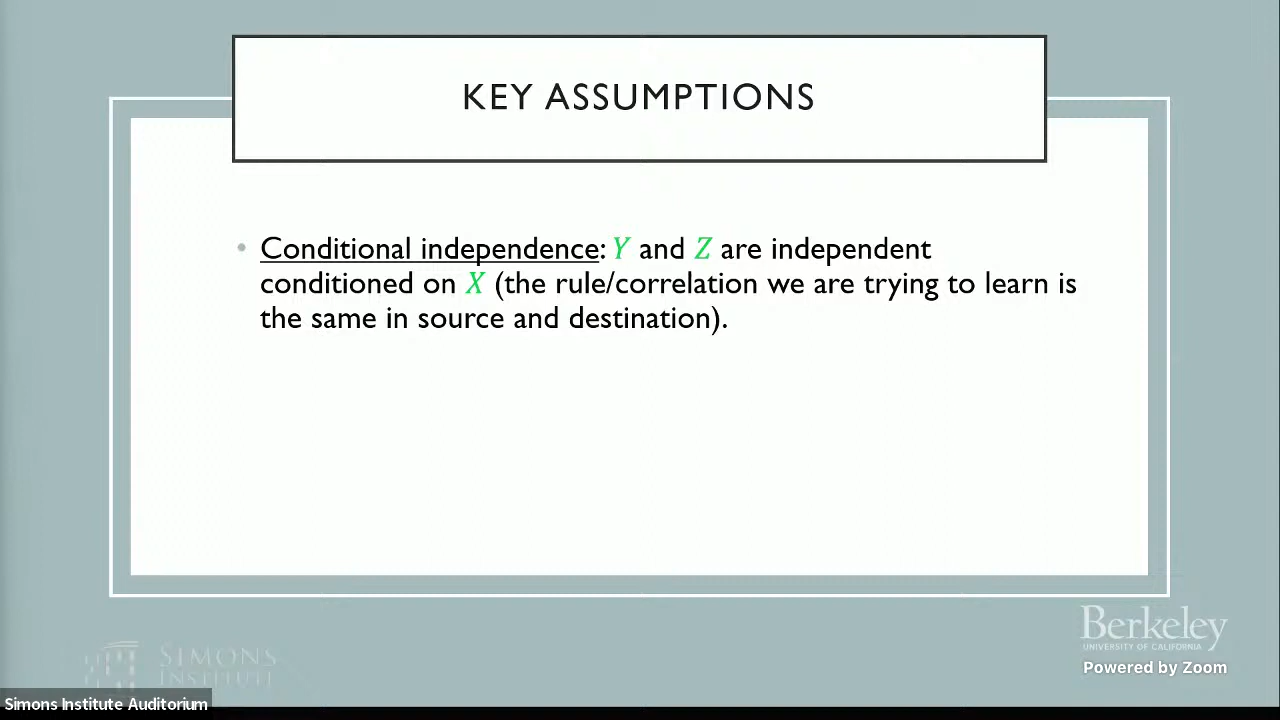 KEY ASSUMPTIONS
• Conditional independence: Y and Z are independent
conditioned on X (the rule/correlation we are trying to learn is
the same in source and destination).
SIMONS
INSTITUTE
Berkeley
UNIVERSITY OF CALIFORNIA
Powered by Zoom
Simons Institute Auditorium